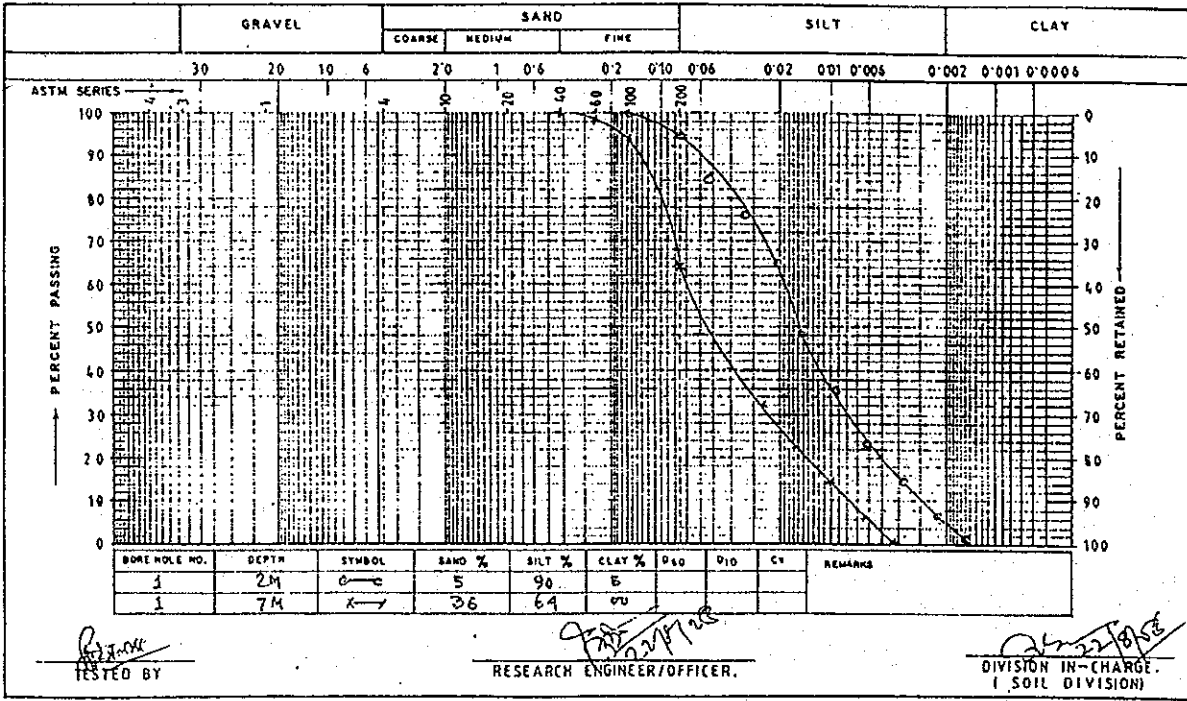 GRAVEL SAND SILT CLAY
COARSE MEDIUM FINE
30 20 10 6 2·0 1 0·6 0·2 0·10 0·06 0·02 0·01 0·006 0·002 0·001 0·0006
ASTM SERIES 4 3 1 4 10 20 40 60 100 200
100 0
90 10
80 20
70 30
60 40
50 50
40 60
30 70
20 80
10 90
0 100
PERCENT PASSING
PERCENT RETAINED
BORE HOLE NO. DEPTH SYMBOL SAND % SILT % CLAY % D60 D10 REMARKS
1 2M 5 90 5
1 7M 36 64
TESTED BY
RESEARCH ENGINEER/OFFICER.
DIVISION IN-CHARGE.
( SOIL DIVISION)